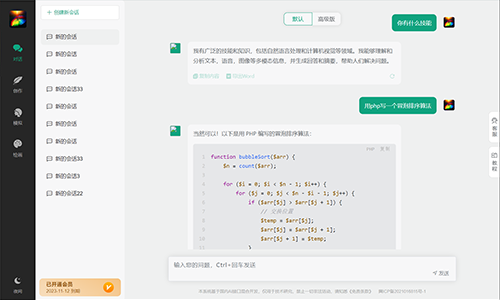 + 创建新会话
新的会话
新的会话
新的会话
新的会话33
新的会话
新的会话
新的会话
新的会话33
新的会话3
新的会话22
对话
创作
模拟
绘画
夜间
已开通会员
2023-11-12 到期
默认
高级版
你有什么技能
我有广泛的技能和知识，包括自然语言处理和计算机视觉等领域。我能够理解和
分析文本、语音、图像等多模态信息，并生成回答和摘要，帮助人们解决问题。
复制内容
导出Word
用php写一个冒泡排序算法
当然可以！以下是用 PHP 编写的冒泡排序算法：
PHP 复制
1 function bubbleSort($arr) {
2 $n = count($arr);
3
4 for ($i = 0; $i < $n - 1; $i++) {
5 for ($j = 0; $j < $n - $i - 1; $j++) {
6 if ($arr[$j] > $arr[$j + 1]) {
7 // 交换位置
8 $temp = $arr[$j];
9 $arr[$j] = $arr[$j + 1];
10 $arr[$j + 1] = $temp;
11 }
客服
教程
输入您的问题，Ctrl+回车发送
发送